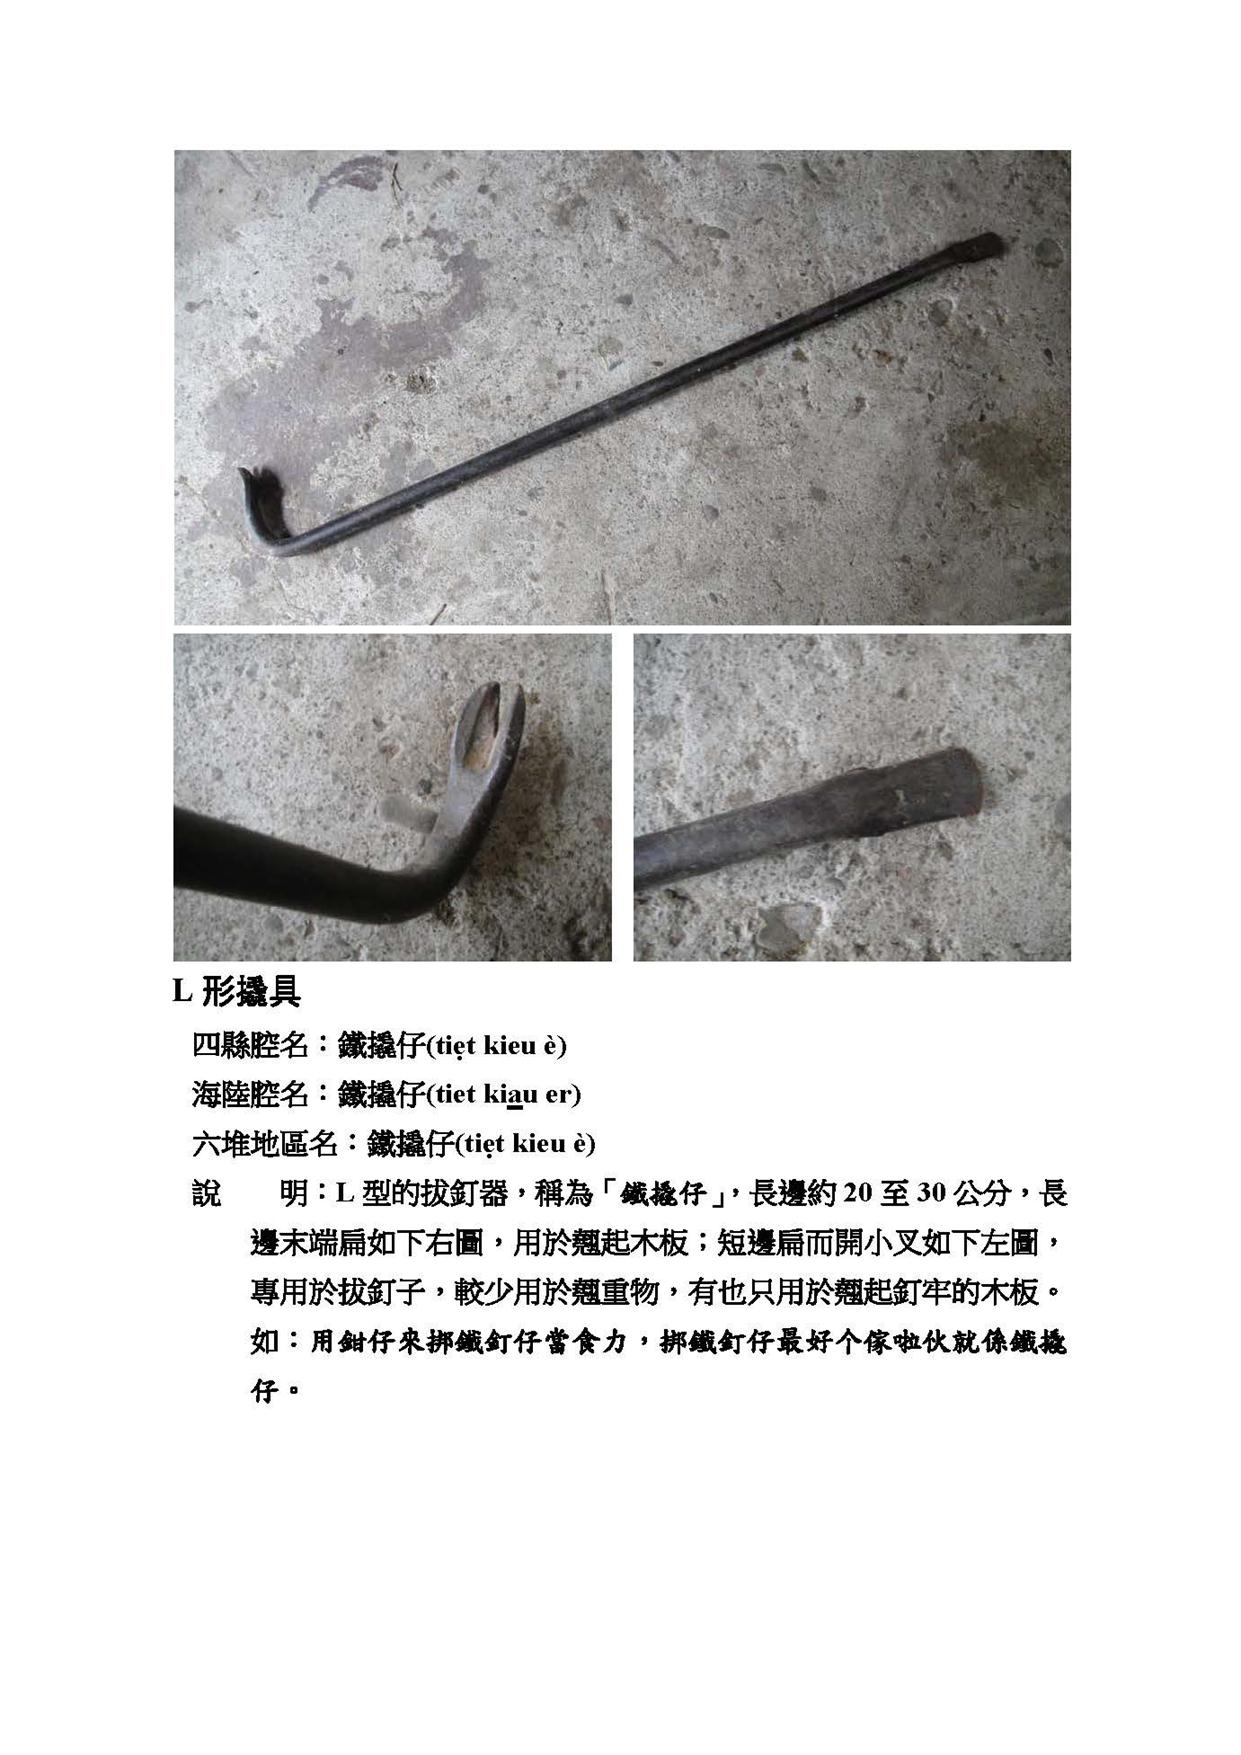 L 形撬具
四縣腔名：鐵撬仔(tiẹt kieu è)
海陸腔名：鐵撬仔(tiet kia̲u er)
六堆地區名：鐵撬仔(tiẹt kieu è)
說　　明：L 型的拔釘器，稱為「鐵撬仔」，長邊約 20 至 30 公分，長
邊末端扁如下右圖，用於翹起木板；短邊扁而開小叉如下左圖，
專用於拔釘子，較少用於翹重物，有也只用於翹起釘牢的木板。
如：用鉗仔來挷鐵釘仔當食力，挷鐵釘仔最好个傢啦伙就係鐵撬
仔。